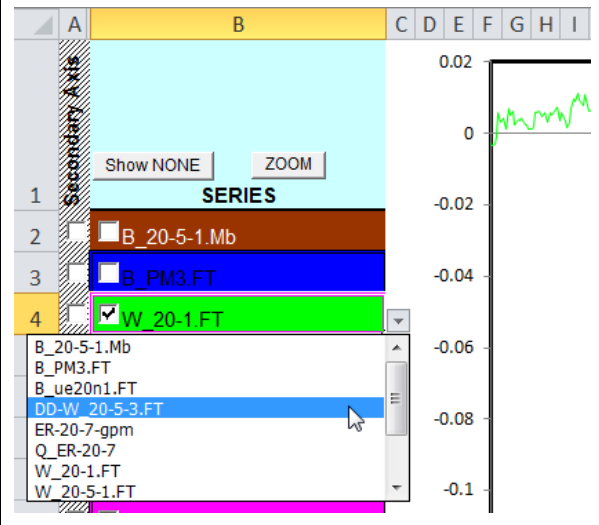 A B C D E F G H I
Secondary Axis
Show NONE ZOOM
1 SERIES
2 B_20-5-1.Mb
3 B_PM3.FT
4 W_20-1.FT
B_20-5-1.Mb
B_PM3.FT
B_ue20n1.FT
DD-W_20-5-3.FT
ER-20-7-gpm
Q_ER-20-7
W_20-1.FT
W_20-5-1.FT
0.02
0
-0.02
-0.04
-0.06
-0.08
-0.1